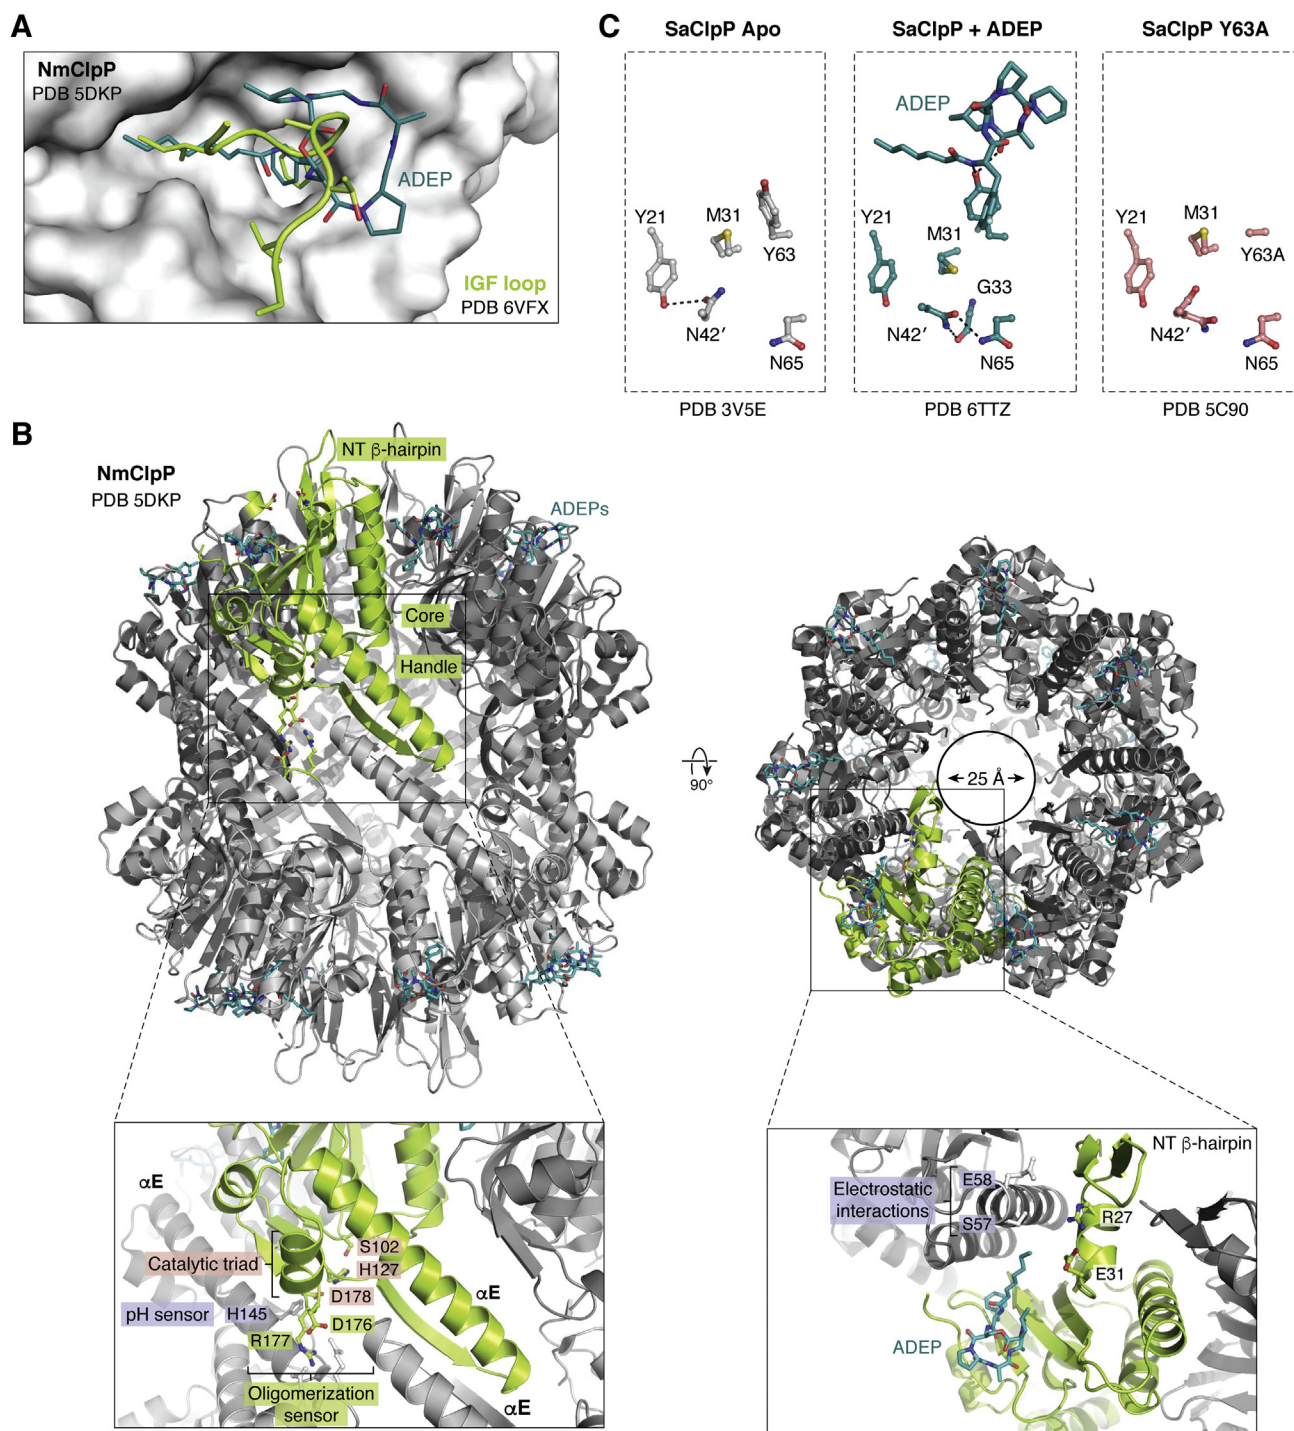 A
NmClpP
PDB 5DKP
ADEP
IGF loop
PDB 6VFX
C
SaClpP Apo
Y21
M31
Y63
N42′
N65
PDB 3V5E
SaClpP + ADEP
ADEP
Y21
M31
G33
N42′
N65
PDB 6TTZ
SaClpP Y63A
Y21
M31
Y63A
N42′
N65
PDB 5C90
B
NmClpP
PDB 5DKP
NT β-hairpin
ADEPs
Core
Handle
90°
25 Å
αE
Catalytic triad
S102
H127
D178
pH sensor
H145
R177
D176
αE
Oligomerization
sensor
αE
NT β-hairpin
Electrostatic
interactions
E58
S57
R27
E31
ADEP